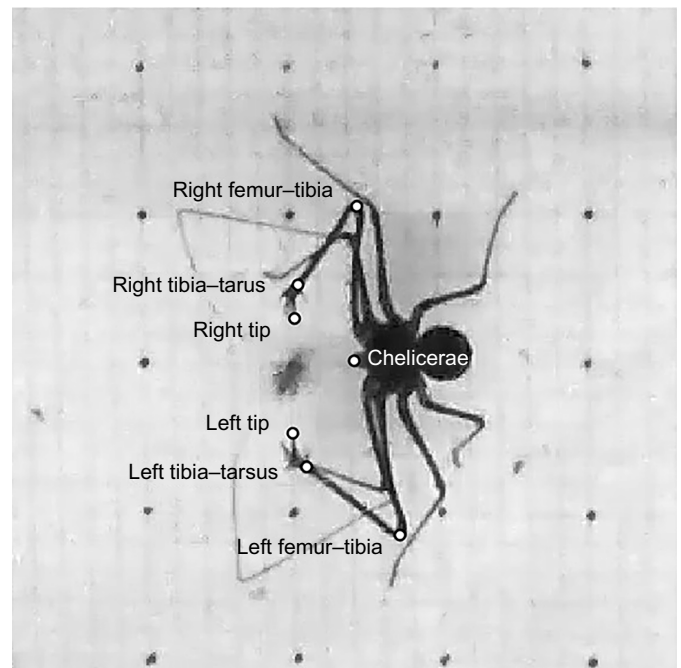 Right femur–tibia
Right tibia–tarus
Right tip
Chelicerae
Left tip
Left tibia–tarsus
Left femur–tibia